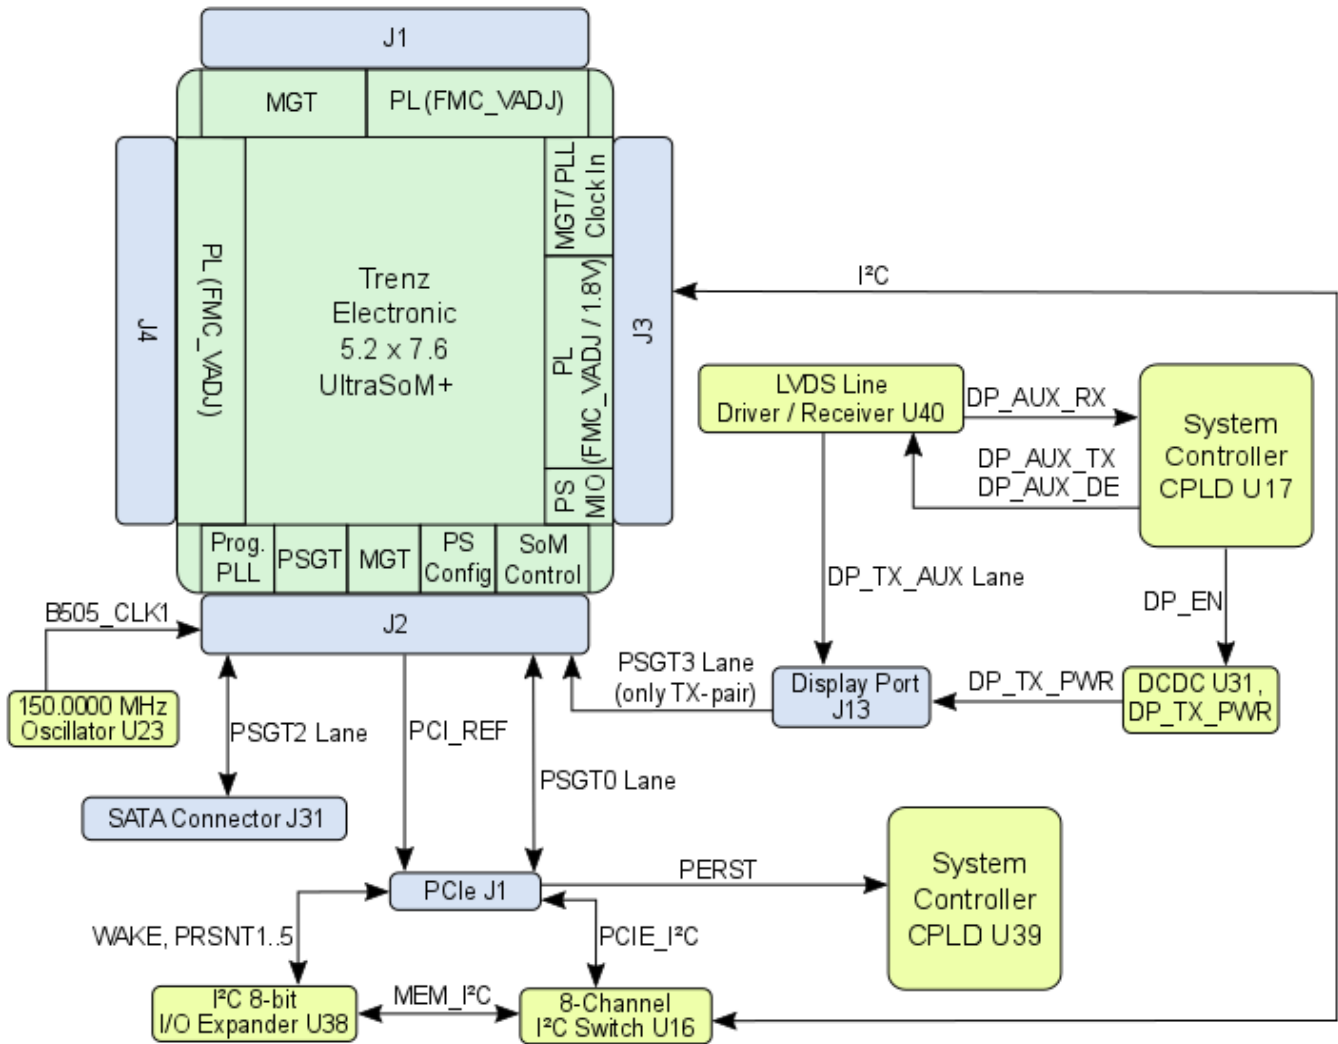 J1
MGT
PL (FMC_VADJ)
MGT / PLL
Clock In
PL (FMC_VADJ)
Trenz
Electronic
5.2 x 7.6
UltraSoM+
J4
J3
PL
(FMC_VADJ / 1.8V)
PS
MIO
I²C
LVDS Line
Driver / Receiver U40
DP_AUX_RX
DP_AUX_TX
DP_AUX_DE
System
Controller
CPLD U17
Prog.
PLL
PSGT
MGT
PS
Config
SoM
Control
DP_TX_AUX Lane
DP_EN
B505_CLK1
J2
PSGT3 Lane
(only TX-pair)
Display Port
J13
DP_TX_PWR
DCDC U31,
DP_TX_PWR
150.0000 MHz
Oscillator U23
PSGT2 Lane
PCI_REF
PSGT0 Lane
SATA Connector J31
PCIe J1
PERST
System
Controller
CPLD U39
WAKE, PRSNT1..5
PCIE_I²C
I²C 8-bit
I/O Expander U38
MEM_I²C
8-Channel
I²C Switch U16